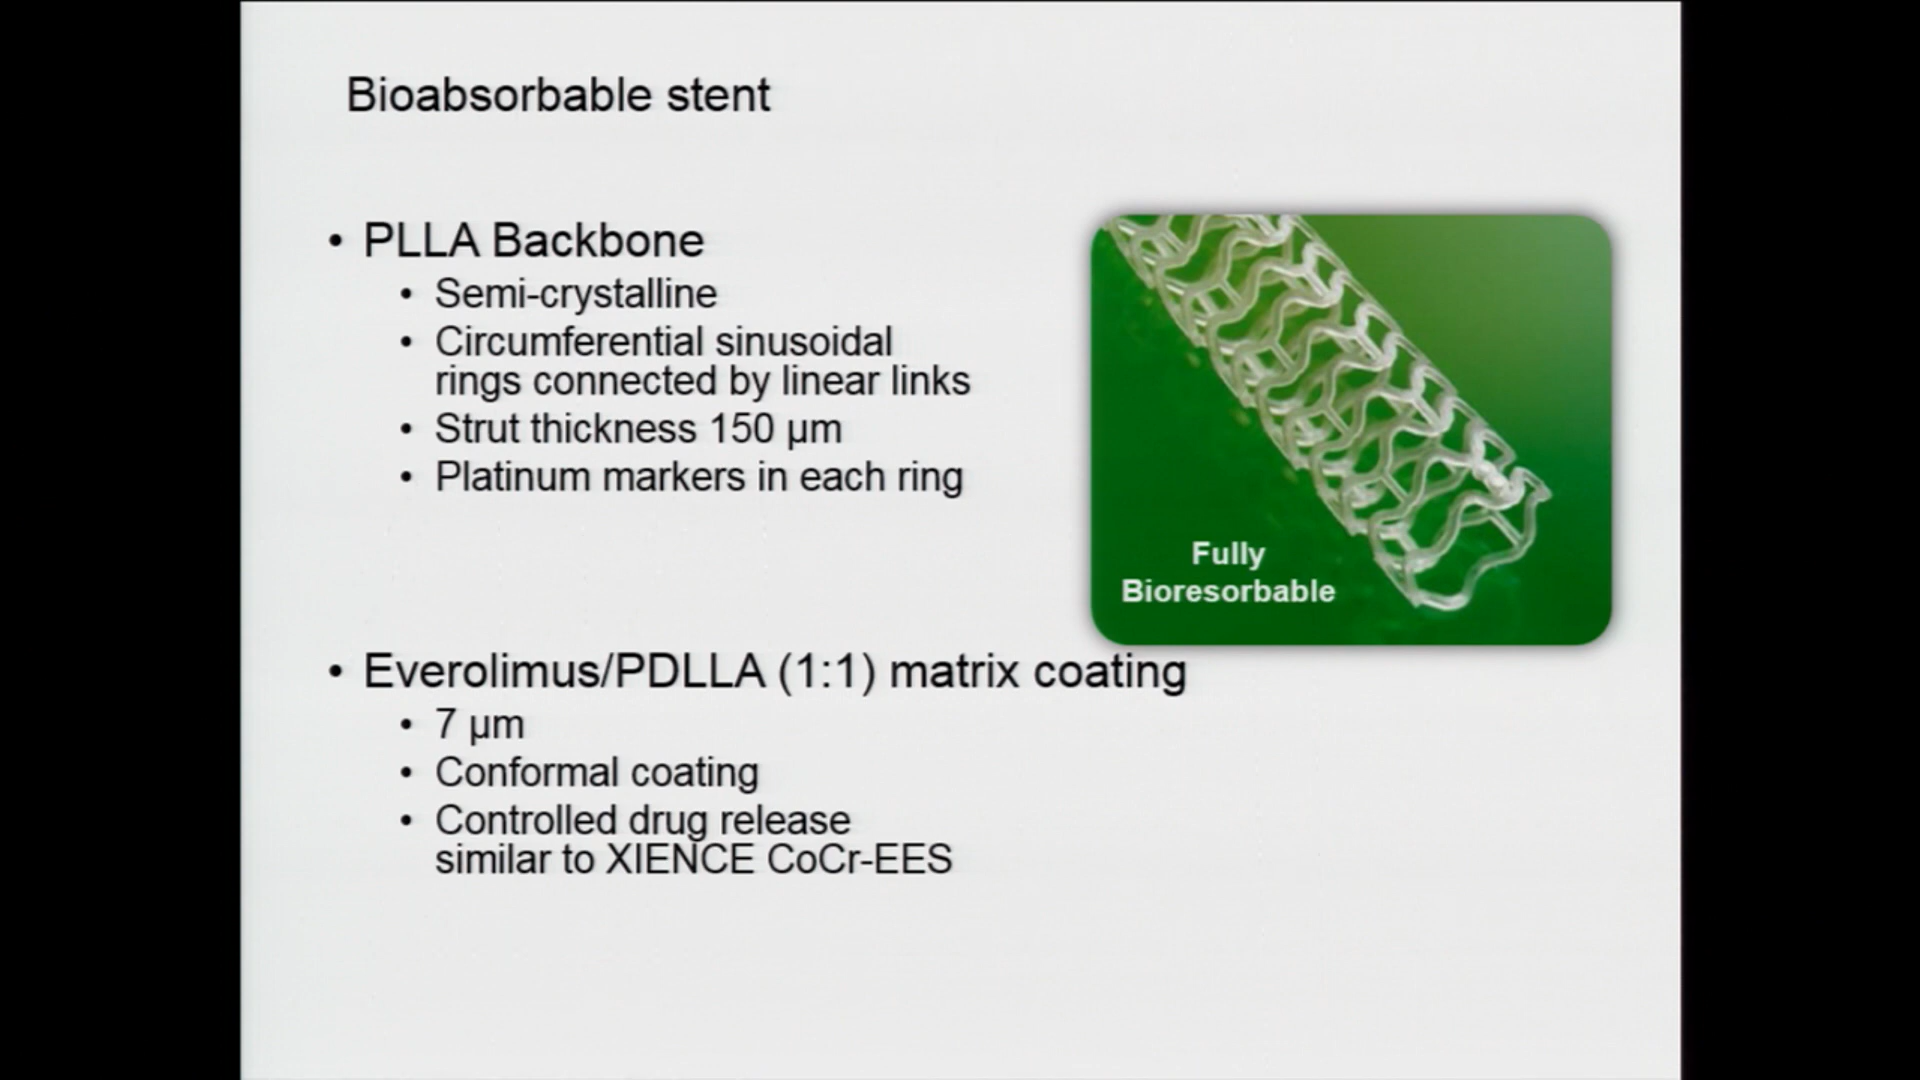 Bioabsorbable stent
• PLLA Backbone
• Semi-crystalline
• Circumferential sinusoidal
rings connected by linear links
• Strut thickness 150 µm
• Platinum markers in each ring
Fully
Bioresorbable
• Everolimus/PDLLA (1:1) matrix coating
• 7 µm
• Conformal coating
• Controlled drug release
similar to XIENCE CoCr-EES